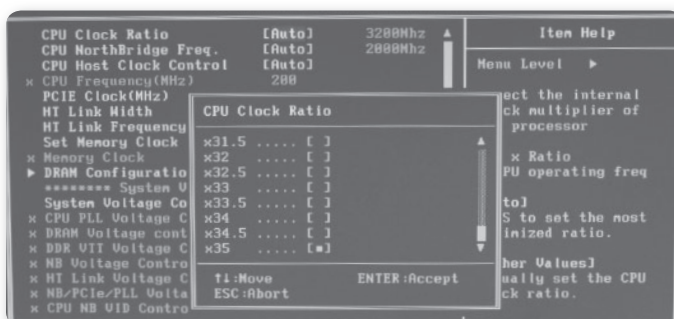 CPU Clock Ratio [Auto] 3200Mhz
CPU NorthBridge Freq. [Auto] 2000Mhz
CPU Host Clock Control [Auto]
x CPU Frequency(MHz) 200
PCIE Clock(MHz)
HT Link Width
HT Link Frequency
Set Memory Clock
x Memory Clock
► DRAM Configuratio
******** System V
System Voltage Co
x CPU PLL Voltage C
x DRAM Voltage cont
x DDR VTT Voltage C
x NB Voltage Contro
x HT Link Voltage C
x NB/PCIe/PLL Volta
x CPU NB VID Contro
CPU Clock Ratio
x31.5 ..... [ ]
x32 ..... [ ]
x32.5 ..... [ ]
x33 ..... [ ]
x33.5 ..... [ ]
x34 ..... [ ]
x34.5 ..... [ ]
x35 ..... [■]
↑↓:Move ENTER:Accept
ESC:Abort
Item Help
Menu Level ►
ect the internal
ck multiplier of
processor
x Ratio
PU operating freq
to]
S to set the most
imized ratio.
her Values]
ually set the CPU
ck ratio.